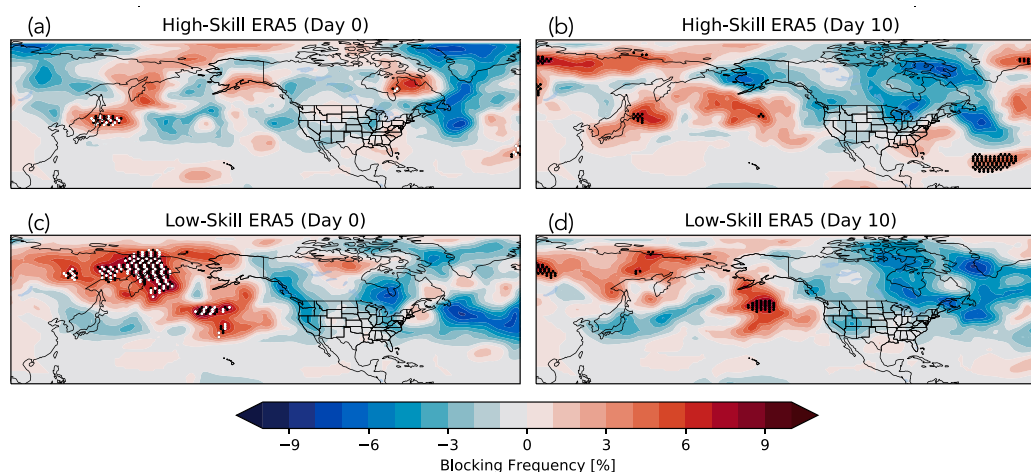 (a) High-Skill ERA5 (Day 0)
(b) High-Skill ERA5 (Day 10)
(c) Low-Skill ERA5 (Day 0)
(d) Low-Skill ERA5 (Day 10)
−9 −6 −3 0 3 6 9
Blocking Frequency [%]